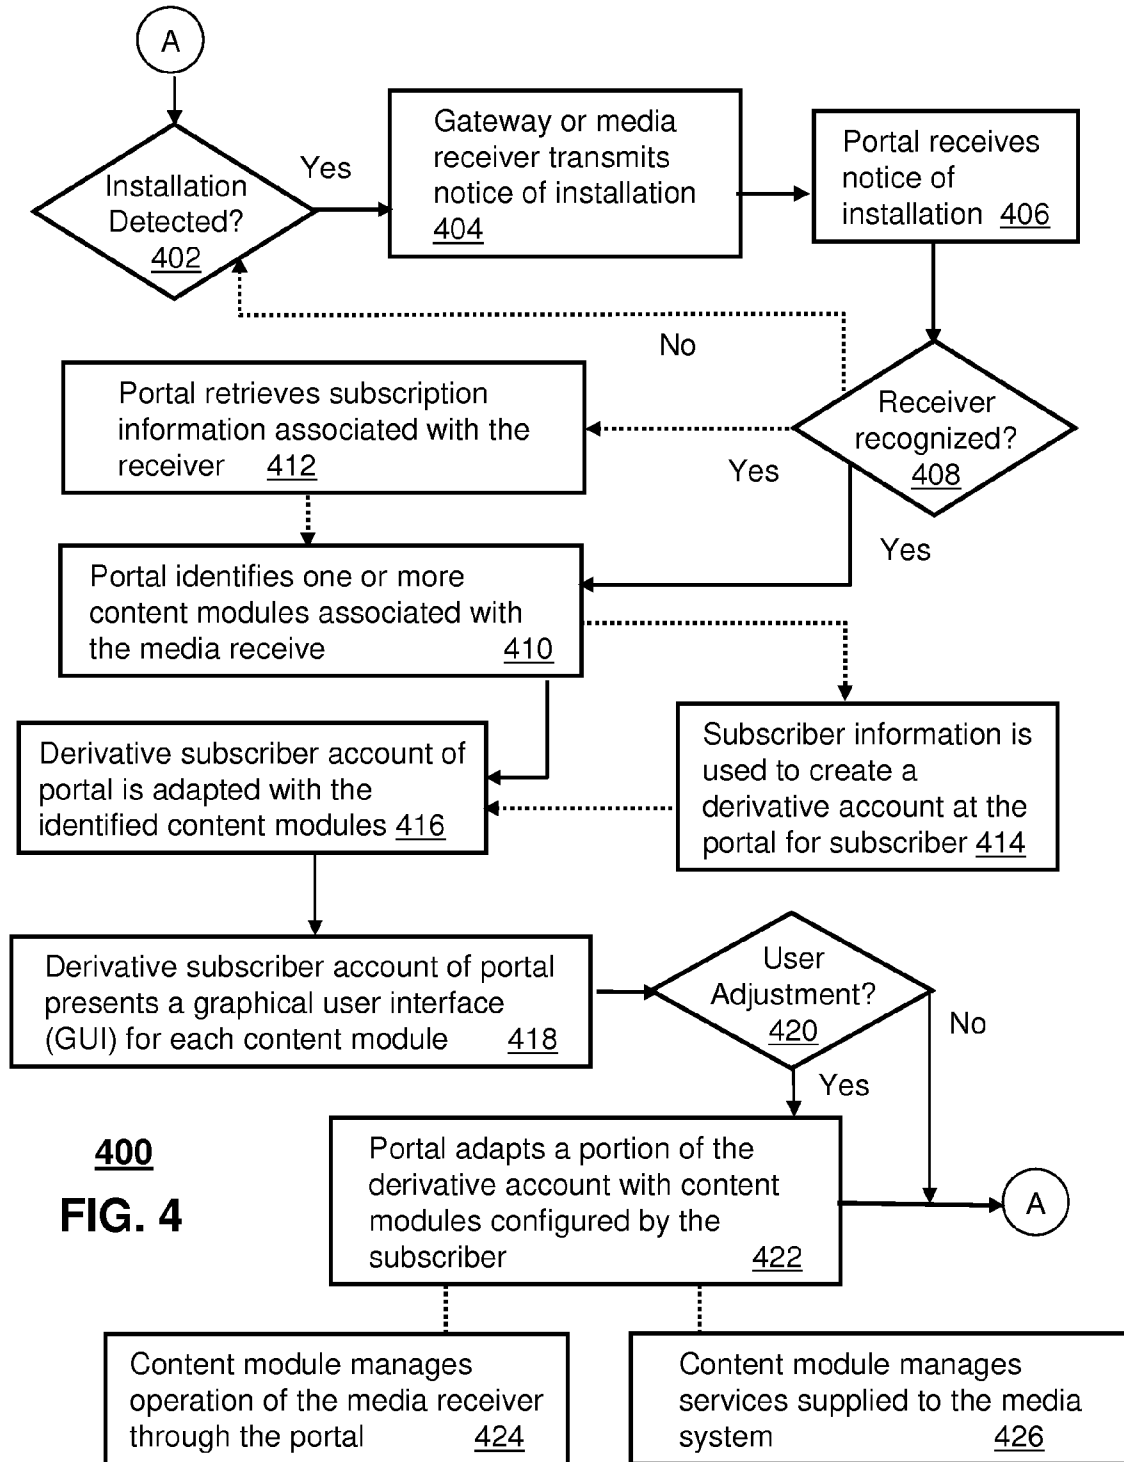 A
Installation
Detected?
402
Yes
Gateway or media
receiver transmits
notice of installation
404
Portal receives
notice of
installation 406
No
Receiver
recognized?
408
Yes
Yes
Portal retrieves subscription
information associated with the
receiver 412
Portal identifies one or more
content modules associated with
the media receive 410
Subscriber information is
used to create a
derivative account at the
portal for subscriber 414
Derivative subscriber account of
portal is adapted with the
identified content modules 416
Derivative subscriber account of portal
presents a graphical user interface
(GUI) for each content module 418
User
Adjustment?
420
No
Yes
Portal adapts a portion of the
derivative account with content
modules configured by the
subscriber 422
A
400
FIG. 4
Content module manages
operation of the media receiver
through the portal 424
Content module manages
services supplied to the media
system 426